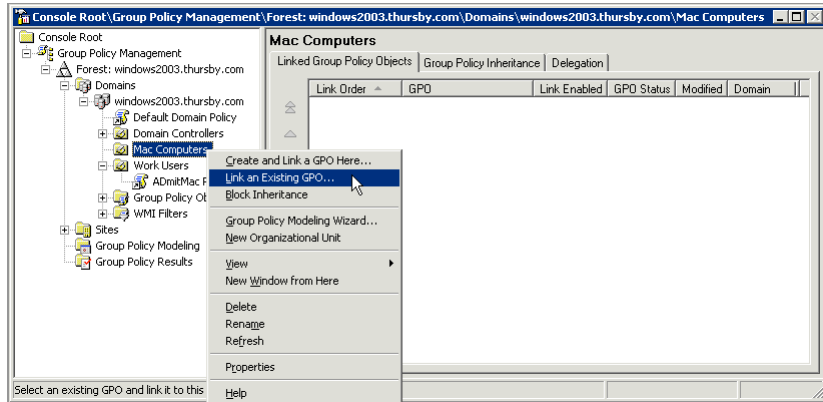 Console Root\Group Policy Management\Forest: windows2003.thursby.com\Domains\windows2003.thursby.com\Mac Computers
Console Root
Group Policy Management
Forest: windows2003.thursby.com
Domains
windows2003.thursby.com
Default Domain Policy
Domain Controllers
Mac Computers
Work Users
ADmitMac P
Group Policy Ob
WMI Filters
Sites
Group Policy Modeling
Group Policy Results
Mac Computers
Linked Group Policy Objects Group Policy Inheritance Delegation
Link Order GPO Link Enabled GPO Status Modified Domain
Create and Link a GPO Here...
Link an Existing GPO...
Block Inheritance
Group Policy Modeling Wizard...
New Organizational Unit
View
New Window from Here
Delete
Rename
Refresh
Properties
Help
Select an existing GPO and link it to this